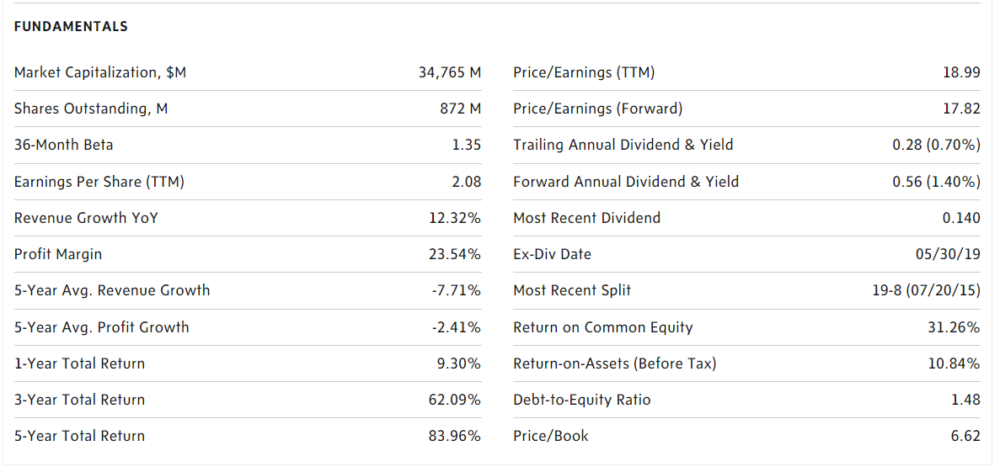 FUNDAMENTALS
Market Capitalization, $M 34,765 M Price/Earnings (TTM) 18.99
Shares Outstanding, M 872 M Price/Earnings (Forward) 17.82
36-Month Beta 1.35 Trailing Annual Dividend & Yield 0.28 (0.70%)
Earnings Per Share (TTM) 2.08 Forward Annual Dividend & Yield 0.56 (1.40%)
Revenue Growth YoY 12.32% Most Recent Dividend 0.140
Profit Margin 23.54% Ex-Div Date 05/30/19
5-Year Avg. Revenue Growth -7.71% Most Recent Split 19-8 (07/20/15)
5-Year Avg. Profit Growth -2.41% Return on Common Equity 31.26%
1-Year Total Return 9.30% Return-on-Assets (Before Tax) 10.84%
3-Year Total Return 62.09% Debt-to-Equity Ratio 1.48
5-Year Total Return 83.96% Price/Book 6.62